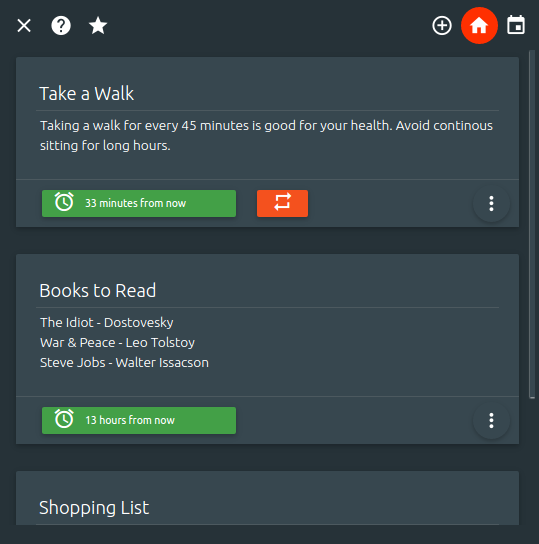 Take a Walk
Taking a walk for every 45 minutes is good for your health. Avoid continous
sitting for long hours.
33 minutes from now
Books to Read
The Idiot - Dostovesky
War & Peace - Leo Tolstoy
Steve Jobs - Walter Issacson
13 hours from now
Shopping List